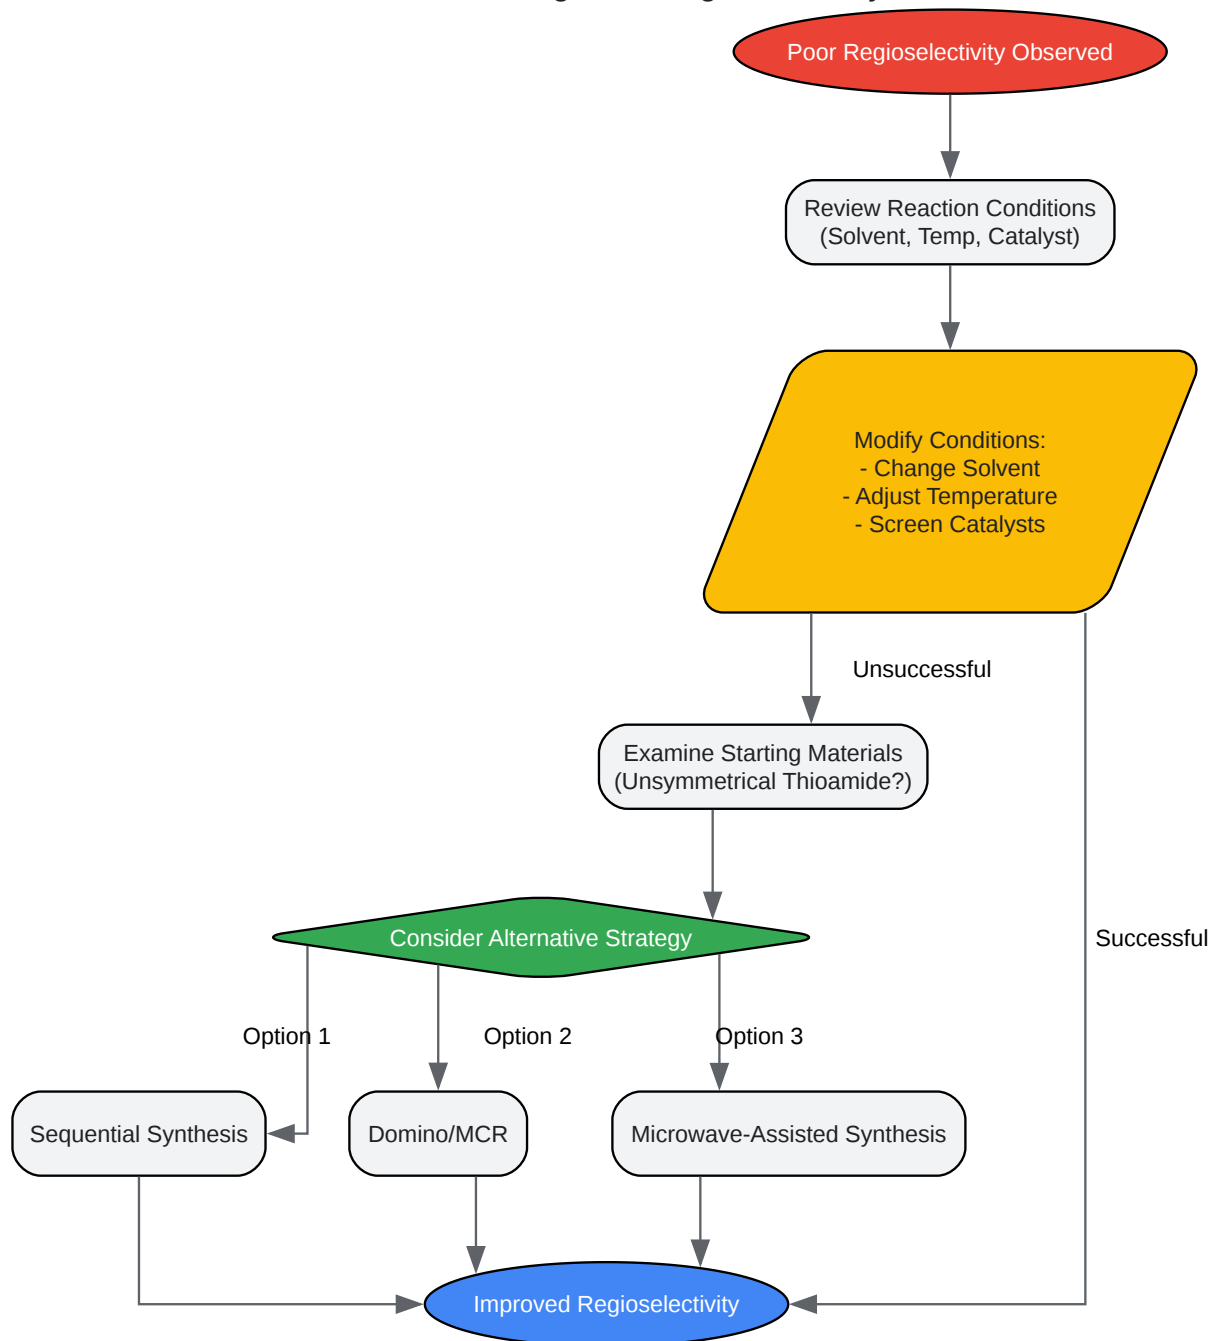 Poor Regioselectivity Observed
Review Reaction Conditions
(Solvent, Temp, Catalyst)
Modify Conditions:
- Change Solvent
- Adjust Temperature
- Screen Catalysts
Unsuccessful
Examine Starting Materials
(Unsymmetrical Thioamide?)
Consider Alternative Strategy
Successful
Option 1
Option 2
Option 3
Sequential Synthesis
Domino/MCR
Microwave-Assisted Synthesis
Improved Regioselectivity